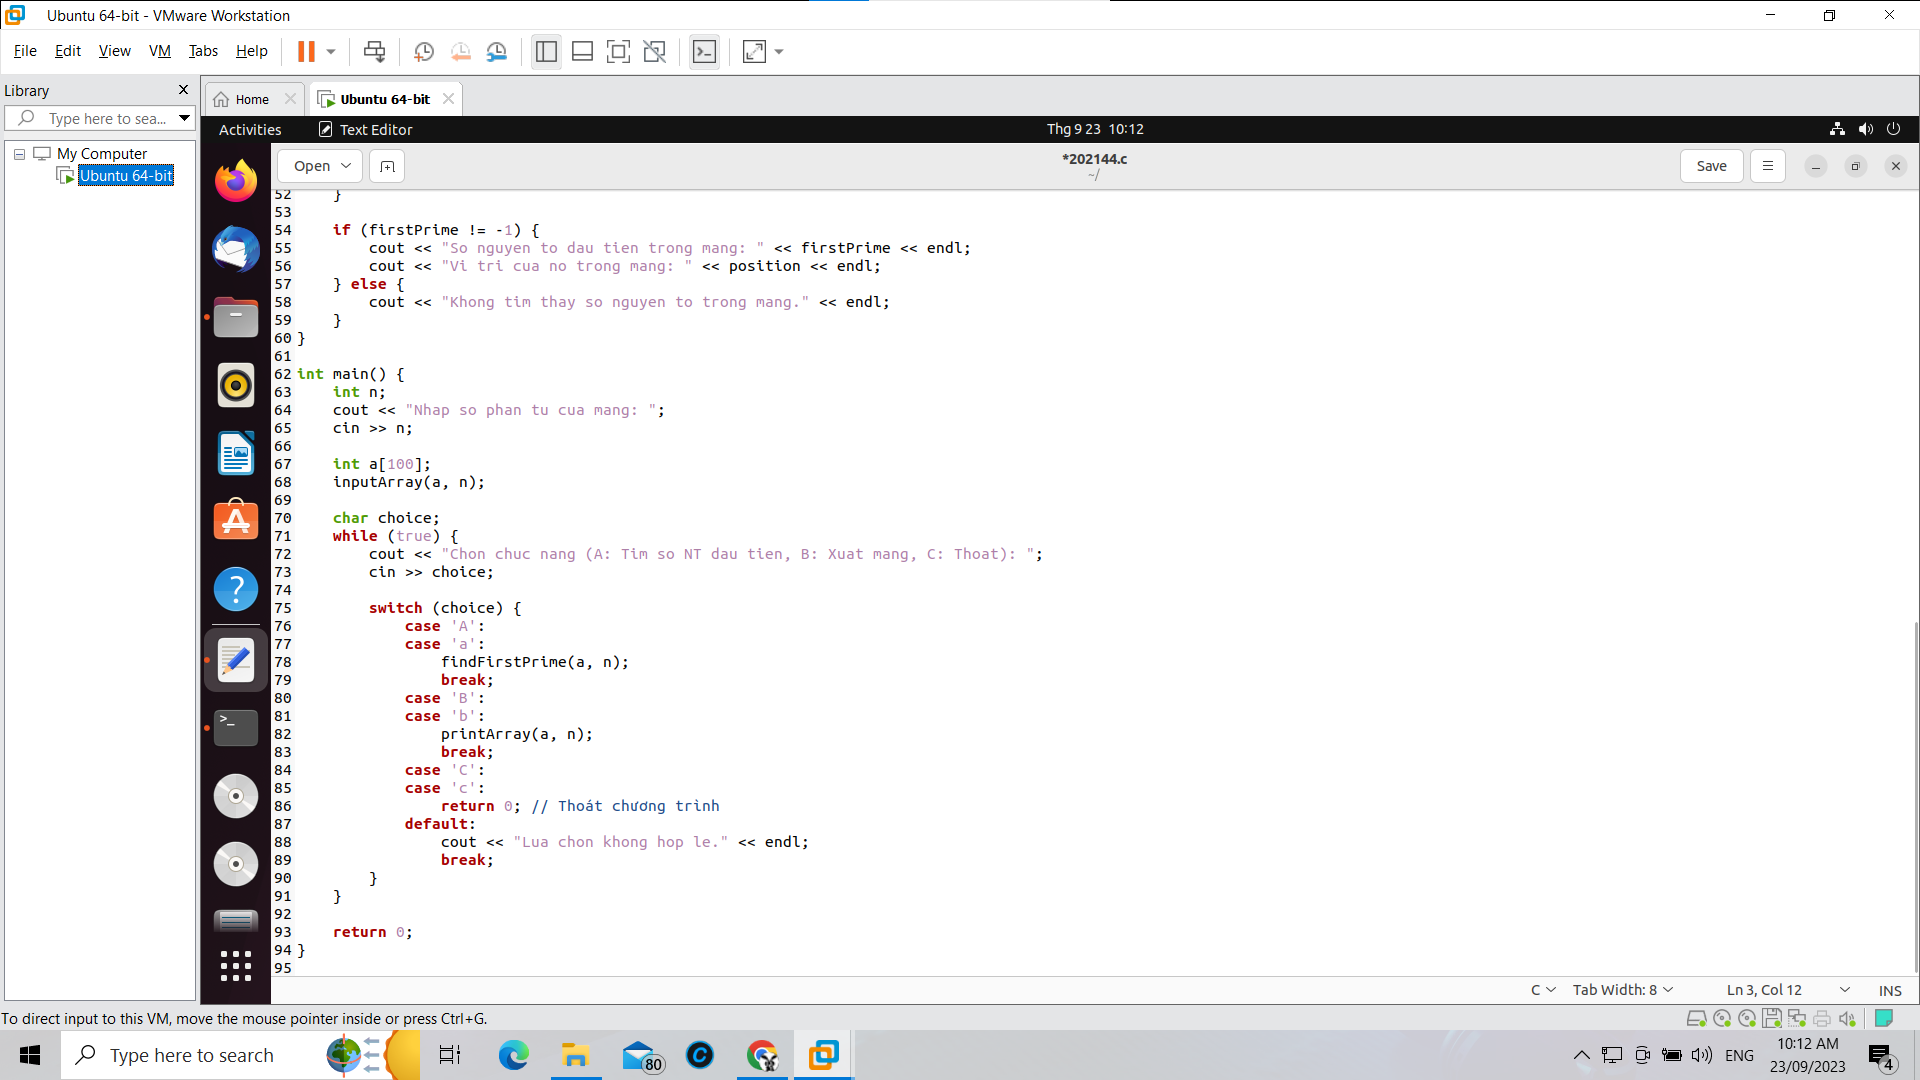 Ubuntu 64-bit - VMware Workstation
File Edit View VM Tabs Help
Library
Type here to sea...
My Computer
Ubuntu 64-bit
Home
Ubuntu 64-bit
Activities Text Editor Thg 9 23 10:12
Open *202144.c Save
~/
52     }
53
54     if (firstPrime != -1) {
55         cout << "So nguyen to dau tien trong mang: " << firstPrime << endl;
56         cout << "Vi tri cua no trong mang: " << position << endl;
57     } else {
58         cout << "Khong tim thay so nguyen to trong mang." << endl;
59     }
60 }
61
62 int main() {
63     int n;
64     cout << "Nhap so phan tu cua mang: ";
65     cin >> n;
66
67     int a[100];
68     inputArray(a, n);
69
70     char choice;
71     while (true) {
72         cout << "Chon chuc nang (A: Tim so NT dau tien, B: Xuat mang, C: Thoat): ";
73         cin >> choice;
74
75         switch (choice) {
76             case 'A':
77             case 'a':
78                 findFirstPrime(a, n);
79                 break;
80             case 'B':
81             case 'b':
82                 printArray(a, n);
83                 break;
84             case 'C':
85             case 'c':
86                 return 0; // Thoát chương trình
87             default:
88                 cout << "Lua chon khong hop le." << endl;
89                 break;
90         }
91     }
92
93     return 0;
94 }
95
C Tab Width: 8 Ln 3, Col 12 INS
To direct input to this VM, move the mouse pointer inside or press Ctrl+G.
Type here to search
80
ENG
10:12 AM
23/09/2023
4